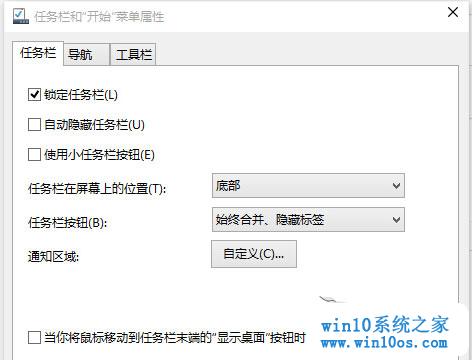 任务栏和“开始”菜单属性
任务栏 导航 工具栏
锁定任务栏(L)
自动隐藏任务栏(U)
使用小任务栏按钮(E)
任务栏在屏幕上的位置(T): 底部
任务栏按钮(B): 始终合并、隐藏标签
通知区域: 自定义(C)...
当你将鼠标移动到任务栏末端的“显示桌面”按钮时
win10系统之家
www.win10os.com